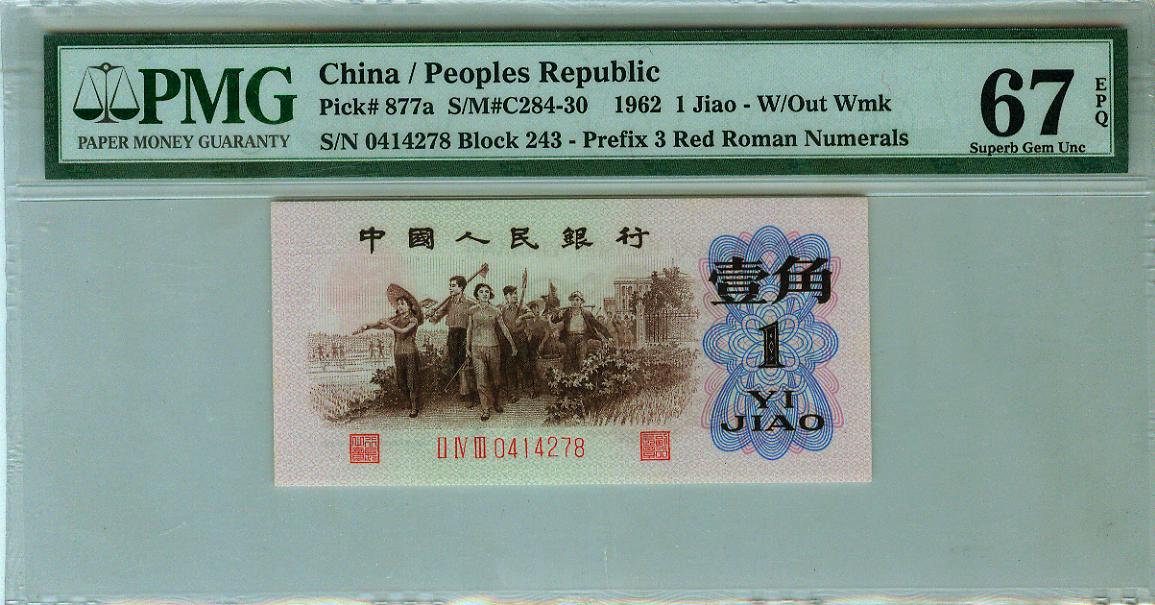 PMG
PAPER MONEY GUARANTY
China / Peoples Republic
Pick# 877a S/M#C284-30 1962 1 Jiao - W/Out Wmk
S/N 0414278 Block 243 - Prefix 3 Red Roman Numerals
67
EPQ
Superb Gem Unc
中國人民銀行
壹角
1
YI
JIAO
II IV III 0414278